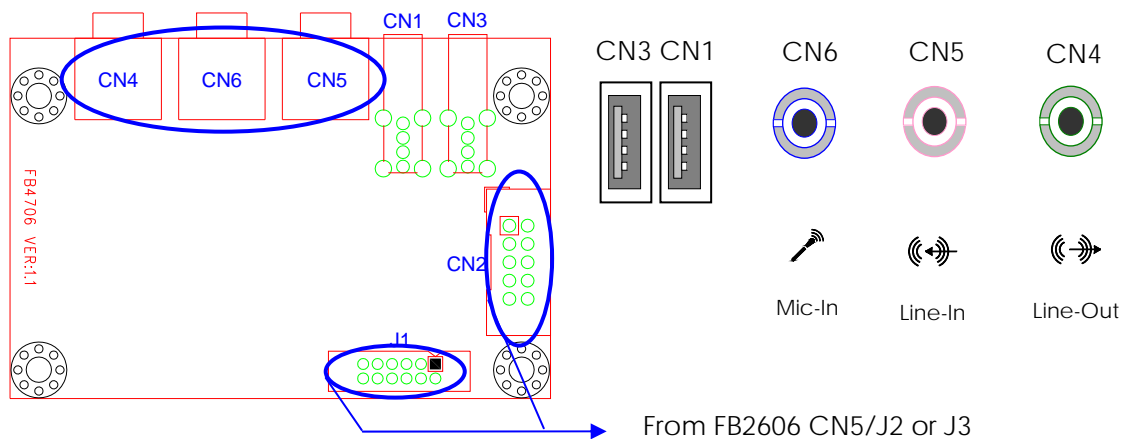 CN1 CN3
CN4 CN6 CN5
FB4706 VER:1.1
CN2
J1
CN3 CN1 CN6 CN5 CN4
Mic-In Line-In Line-Out
From FB2606 CN5/J2 or J3